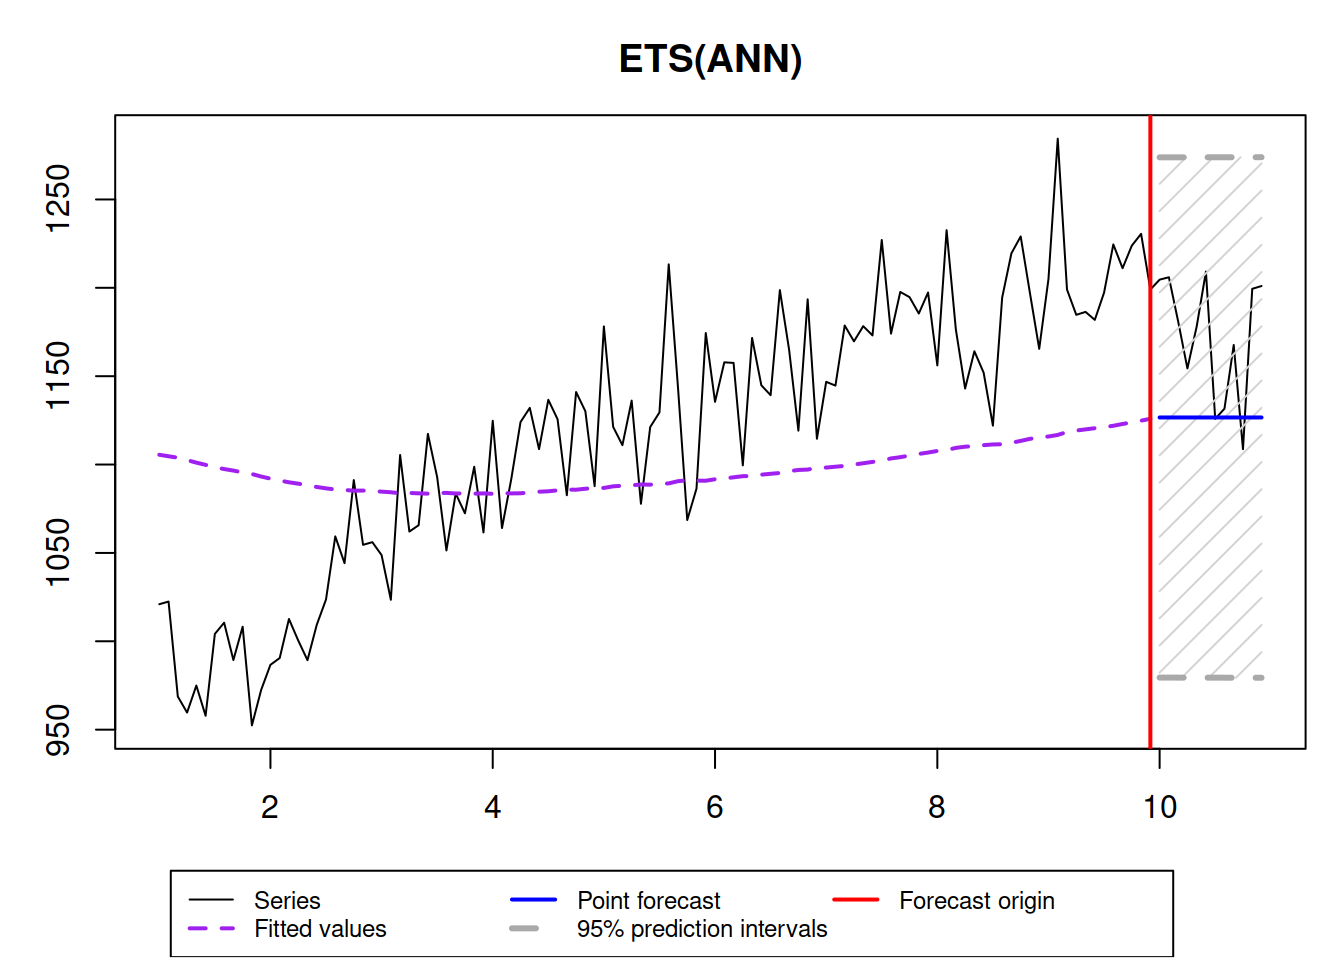 ETS(ANN)
1250
1150
1050
950
2 4 6 8 10
Series Point forecast Forecast origin
Fitted values 95% prediction intervals